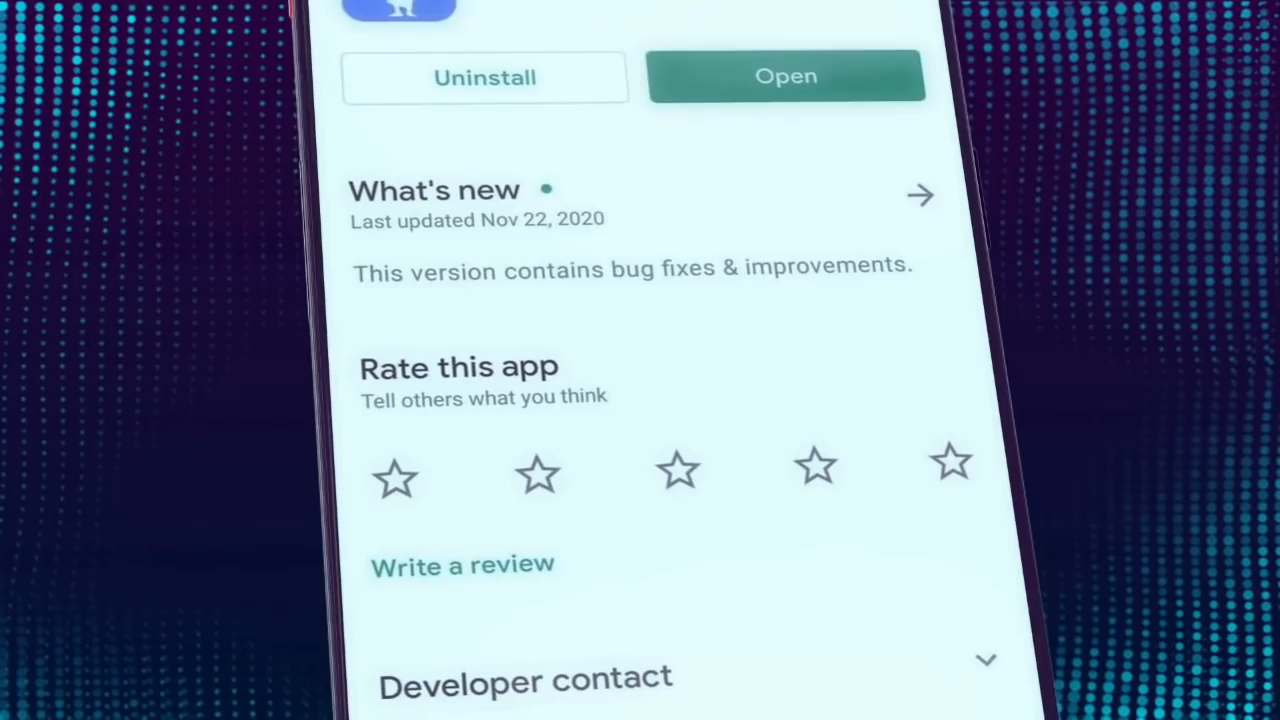 Uninstall
Open
What's new
Last updated Nov 22, 2020
This version contains bug fixes & improvements.
Rate this app
Tell others what you think
Write a review
Developer contact